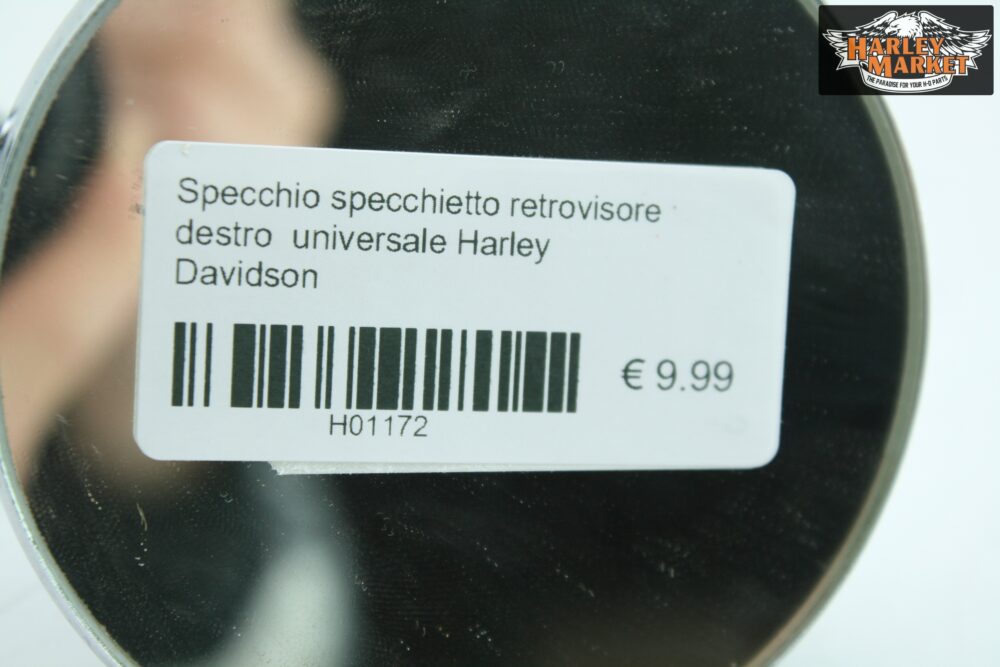 HARLEY
MARKET
THE PARADISE FOR YOUR H-D PARTS
Specchio specchietto retrovisore
destro universale Harley
Davidson
€ 9.99
H01172